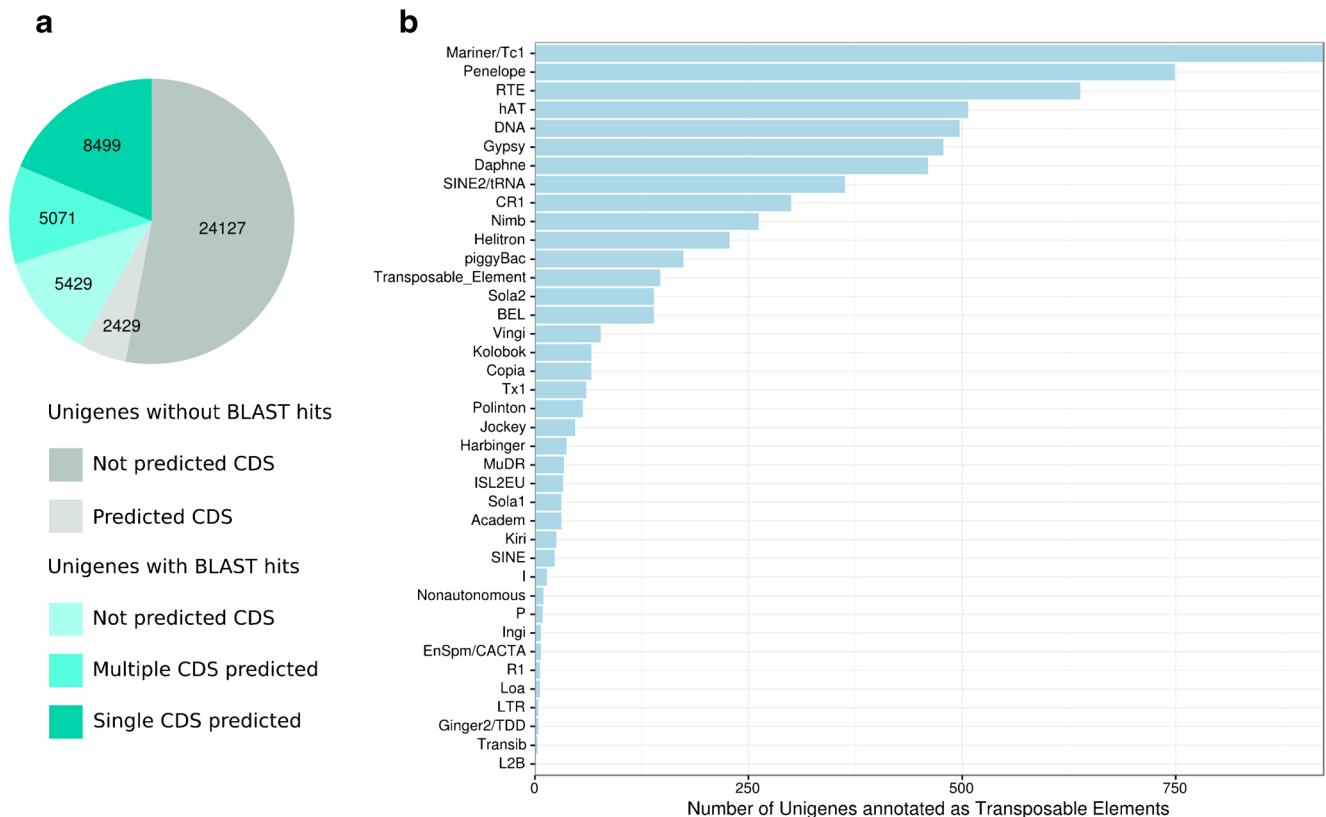 a
8499
5071
24127
5429
2429
Unigenes without BLAST hits
Not predicted CDS
Predicted CDS
Unigenes with BLAST hits
Not predicted CDS
Multiple CDS predicted
Single CDS predicted
b
Mariner/Tc1
Penelope
RTE
hAT
DNA
Gypsy
Daphne
SINE2/tRNA
CR1
Nimb
Helitron
piggyBac
Transposable_Element
Sola2
BEL
Vingi
Kolobok
Copia
Tx1
Polinton
Jockey
Harbinger
MuDR
ISL2EU
Sola1
Academ
Kiri
SINE
I
Nonautonomous
P
Ingi
EnSpm/CACTA
R1
Loa
LTR
Ginger2/TDD
Transib
L2B
0 250 500 750
Number of Unigenes annotated as Transposable Elements